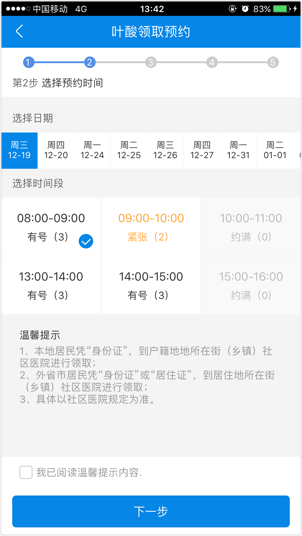 中国移动 4G 13:42 83%
叶酸领取预约
1 2 3 4 5
第2步 选择预约时间
选择日期
周三 周四 周一 周二 周三 周四 周一 周二
12-19 12-20 12-24 12-25 12-26 12-27 12-31 01-01
选择时间段
08:00-09:00 09:00-10:00 10:00-11:00
有号（3） 紧张（2） 约满（0）
13:00-14:00 14:00-15:00 15:00-16:00
有号（3） 有号（3） 约满（0）
温馨提示
1、本地居民凭“身份证”，到户籍地地所在街（乡镇）社
区医院进行领取；
2、外省市居民凭“身份证”或“居住证”，到居住地所在街
（乡镇）社区医院进行领取；
3、具体以社区医院规定为准。
我已阅读温馨提示内容.
下一步